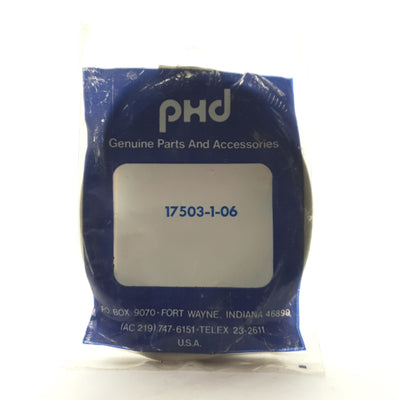 phd
Genuine Parts And Accessories
17503-1-06
PO BOX 9070-FORT WAYNE, INDIANA 46899
(AC 219) 747-6151-TELEX 23-2611
U.S.A.